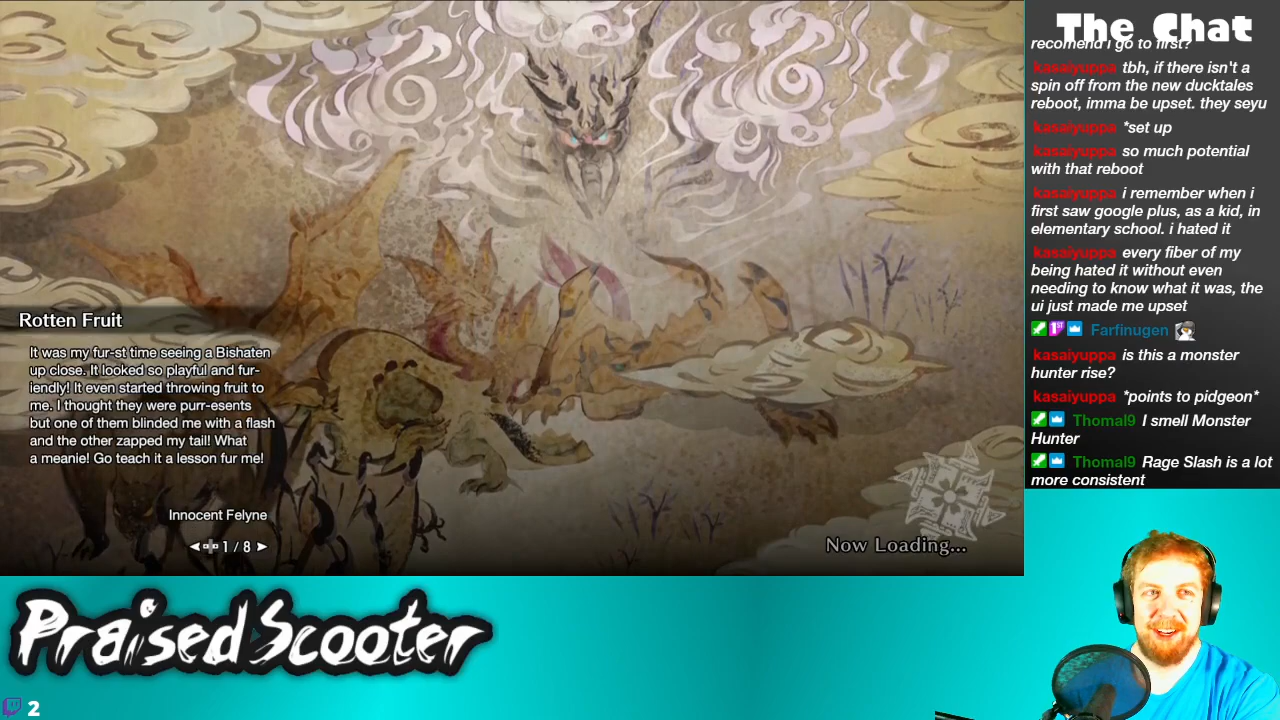 The Chat
recomend i go to first?
kasaiyuppa tbh, if there isn't a
spin off from the new ducktales
reboot, imma be upset. they seyu
kasaiyuppa *set up
kasaiyuppa so much potential
with that reboot
kasaiyuppa i remember when i
first saw google plus, as a kid, in
elementary school. i hated it
kasaiyuppa every fiber of my
being hated it without even
needing to know what it was, the
ui just made me upset
1ST Farfinugen
kasaiyuppa is this a monster
hunter rise?
kasaiyuppa *points to pidgeon*
Thomal9 I smell Monster
Hunter
Thomal9 Rage Slash is a lot
more consistent
Rotten Fruit
It was my fur-st time seeing a Bishaten
up close. It looked so playful and fur-
iendly! It even started throwing fruit to
me. I thought they were purr-esents
but one of them blinded me with a flash
and the other zapped my tail! What
a meanie! Go teach it a lesson fur me!
Innocent Felyne
1 / 8
Now Loading...
PraisedScooter
2